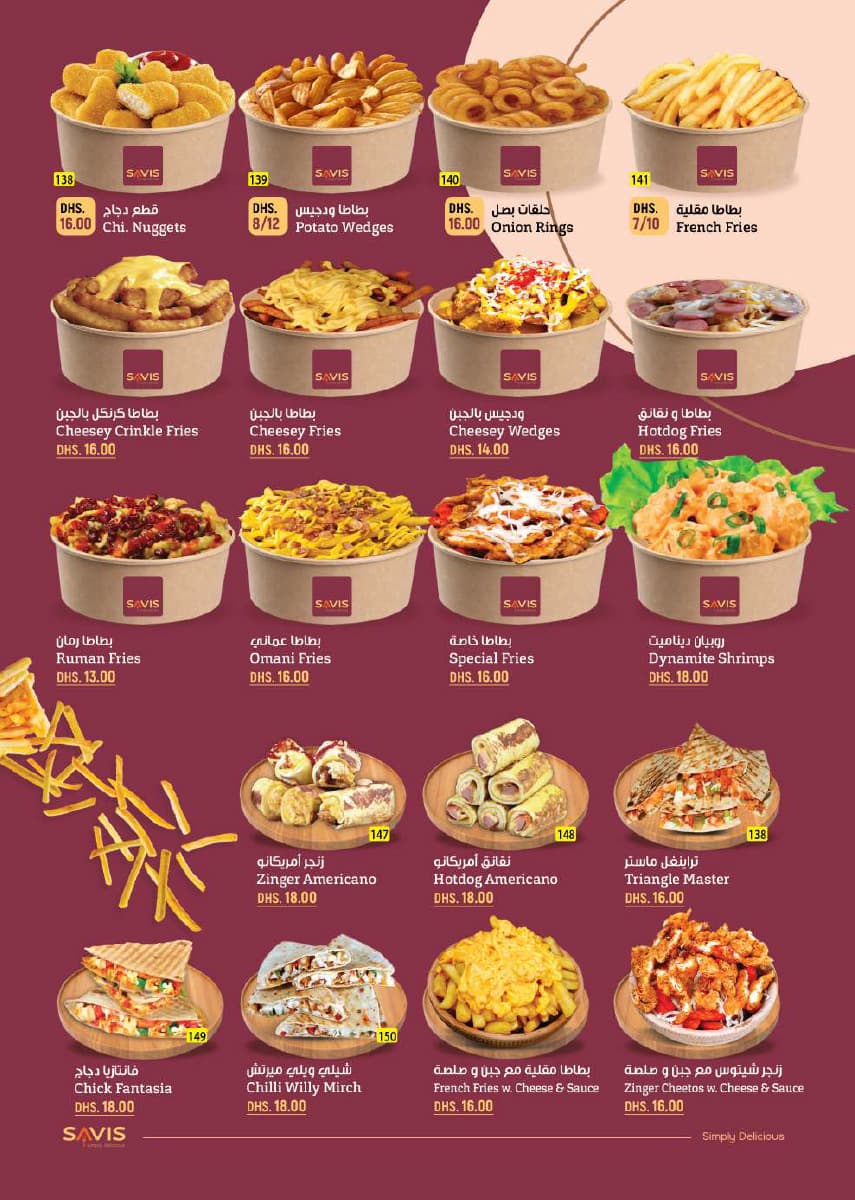 SAVIS
SAVIS
SAVIS
SAVIS
138
139
140
141
DHS.
16.00
قطع دجاج
Chi. Nuggets
DHS.
8/12
بطاطا ودجيس
Potato Wedges
DHS.
16.00
حلقات بصل
Onion Rings
DHS.
7/10
بطاطا مقلية
French Fries
SAVIS
SAVIS
SAVIS
SAVIS
بطاطا كرنكل بالجبن
Cheesey Crinkle Fries
DHS. 16.00
بطاطا بالجبن
Cheesey Fries
DHS. 16.00
ودجيس بالجبن
Cheesey Wedges
DHS. 14.00
بطاطا و نقانق
Hotdog Fries
DHS. 16.00
SAVIS
SAVIS
SAVIS
SAVIS
بطاطا رمان
Ruman Fries
DHS. 13.00
بطاطا عماني
Omani Fries
DHS. 16.00
بطاطا خاصة
Special Fries
DHS. 16.00
روبيان ديناميت
Dynamite Shrimps
DHS. 18.00
147
148
138
زنجر أمريكانو
Zinger Americano
DHS. 18.00
نقانق أمريكانو
Hotdog Americano
DHS. 18.00
تراينغل ماستر
Triangle Master
DHS. 16.00
149
150
فانتازيا دجاج
Chick Fantasia
DHS. 18.00
شيلي ويلي ميرتش
Chilli Willy Mirch
DHS. 18.00
بطاطا مقلية مع جبن و صلصة
French Fries w. Cheese & Sauce
DHS. 16.00
زنجر شيتوس مع جبن و صلصة
Zinger Cheetos w. Cheese & Sauce
DHS. 16.00
SAVIS
Simply Delicious